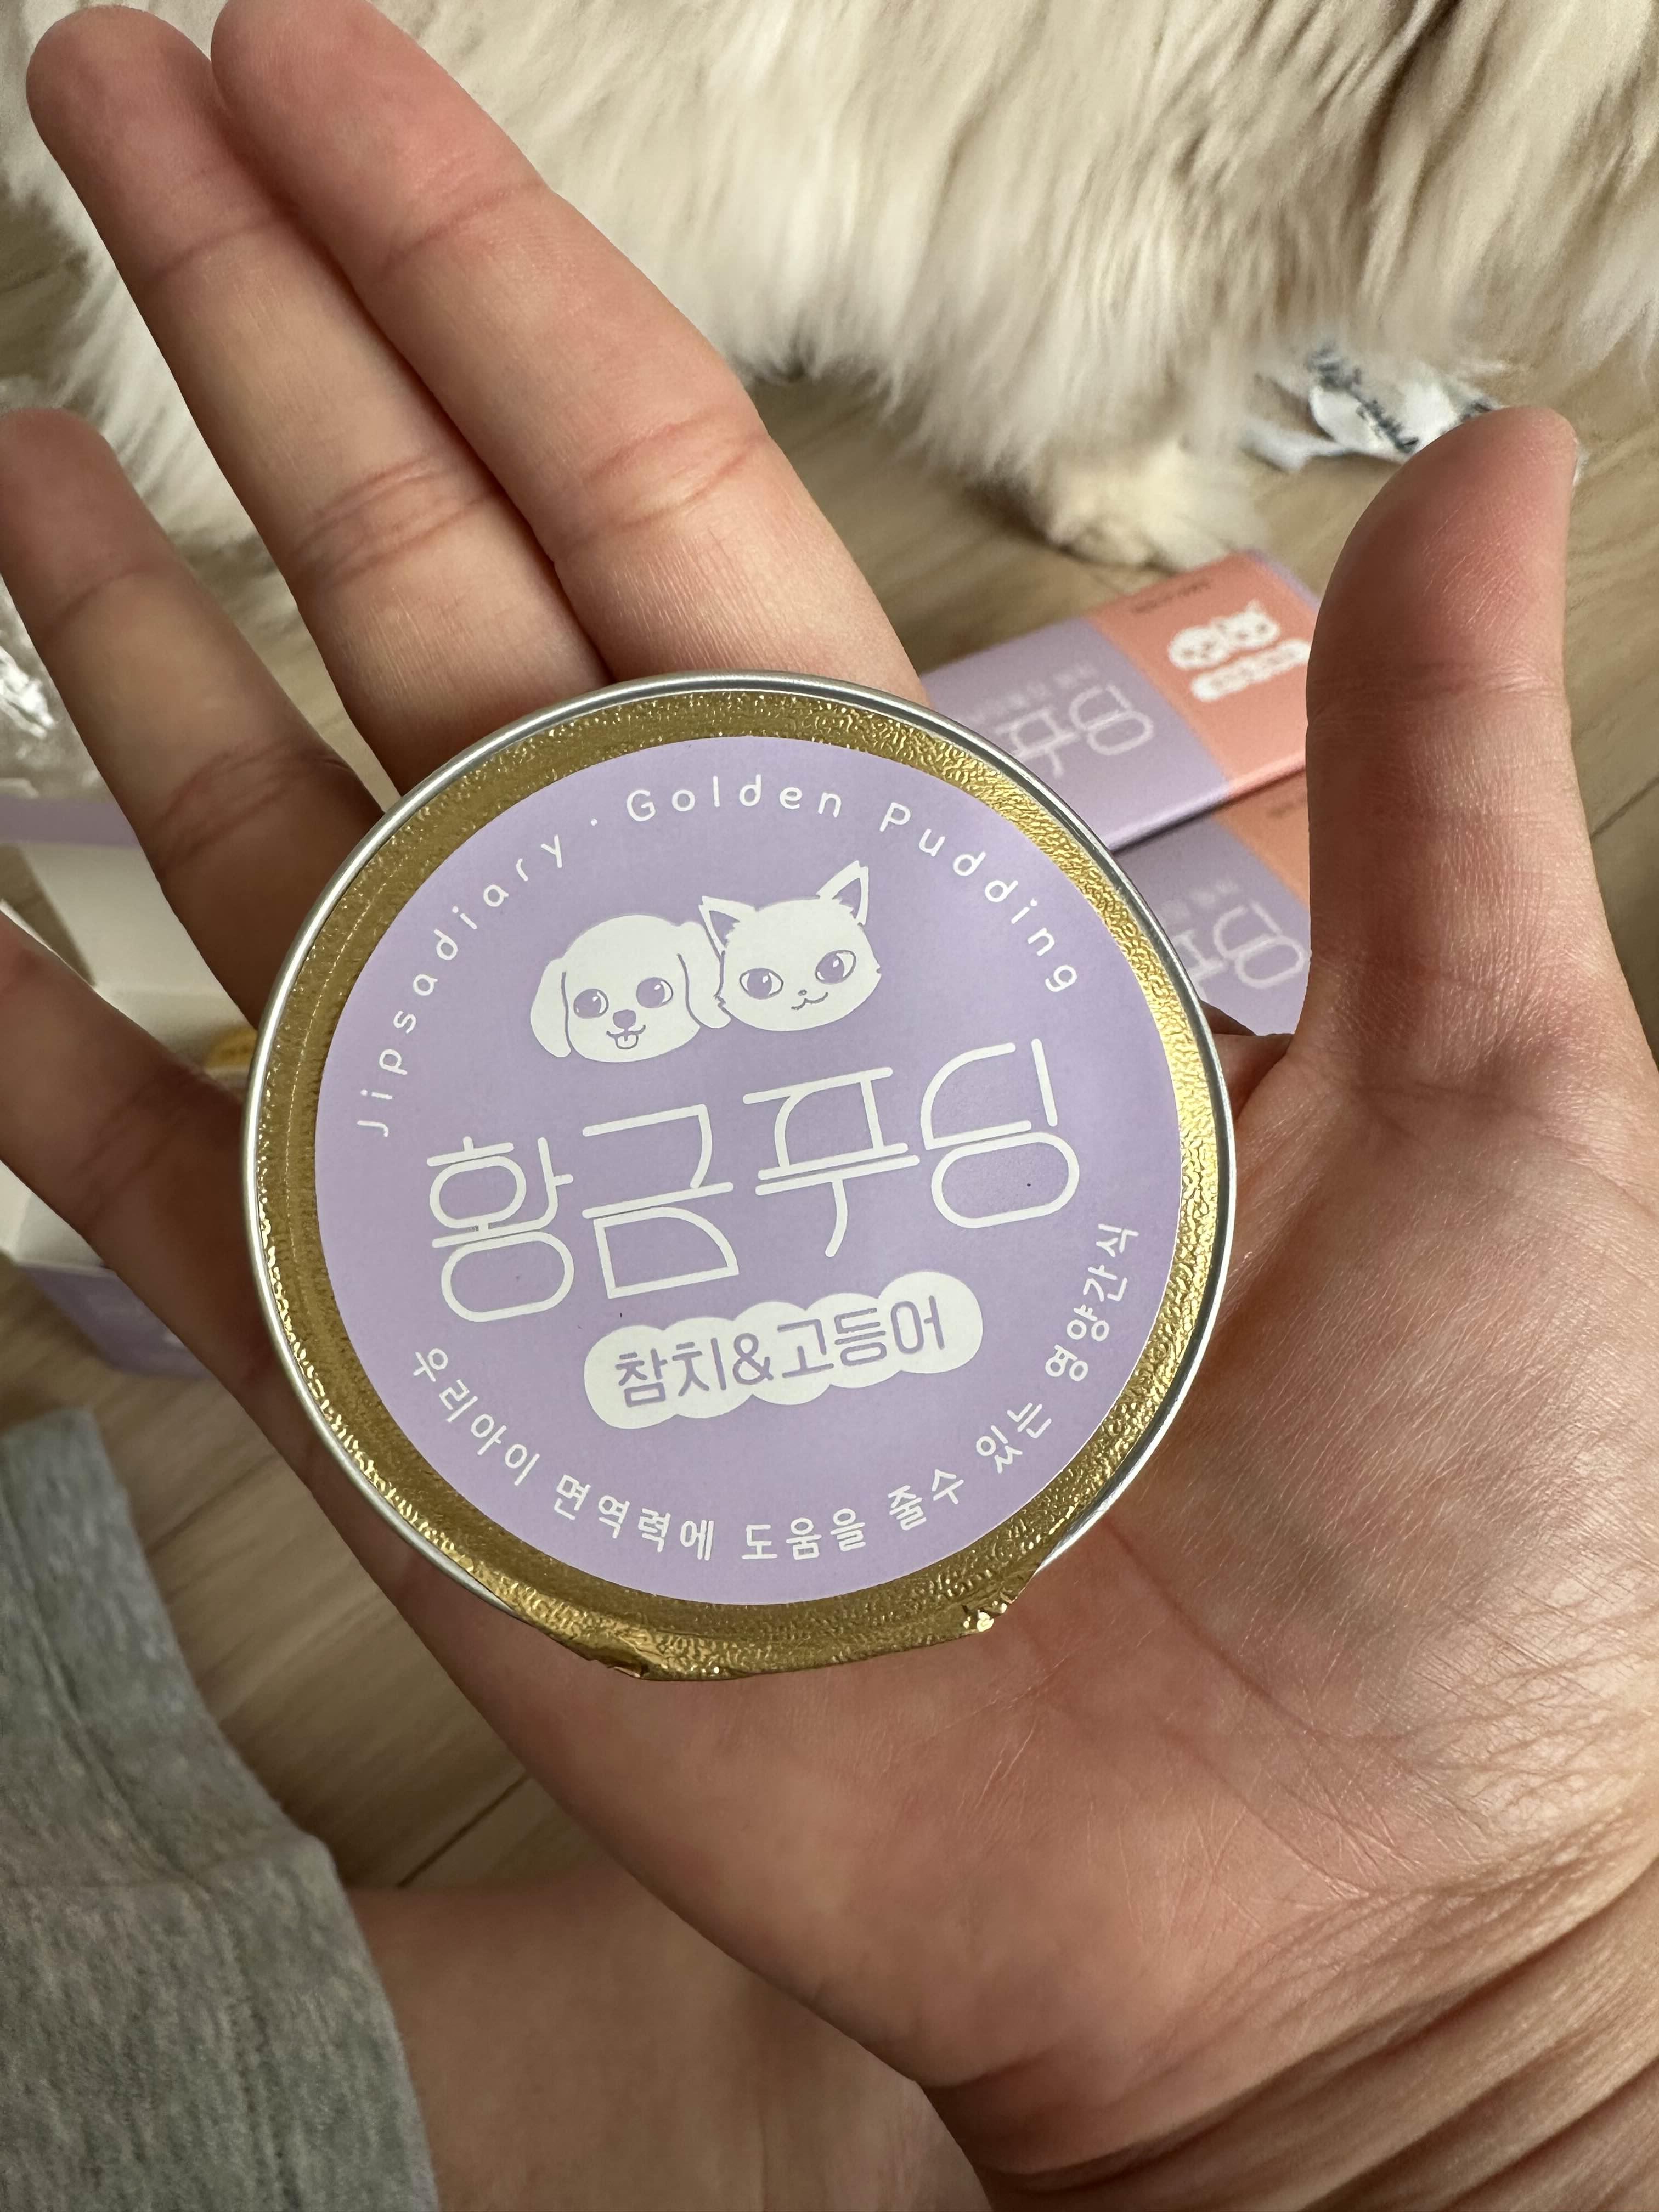 Jipsadiary · Golden Pudding
황금푸딩
참치&고등어
우리아이 면역력에 도움을 줄수 있는 영양간식